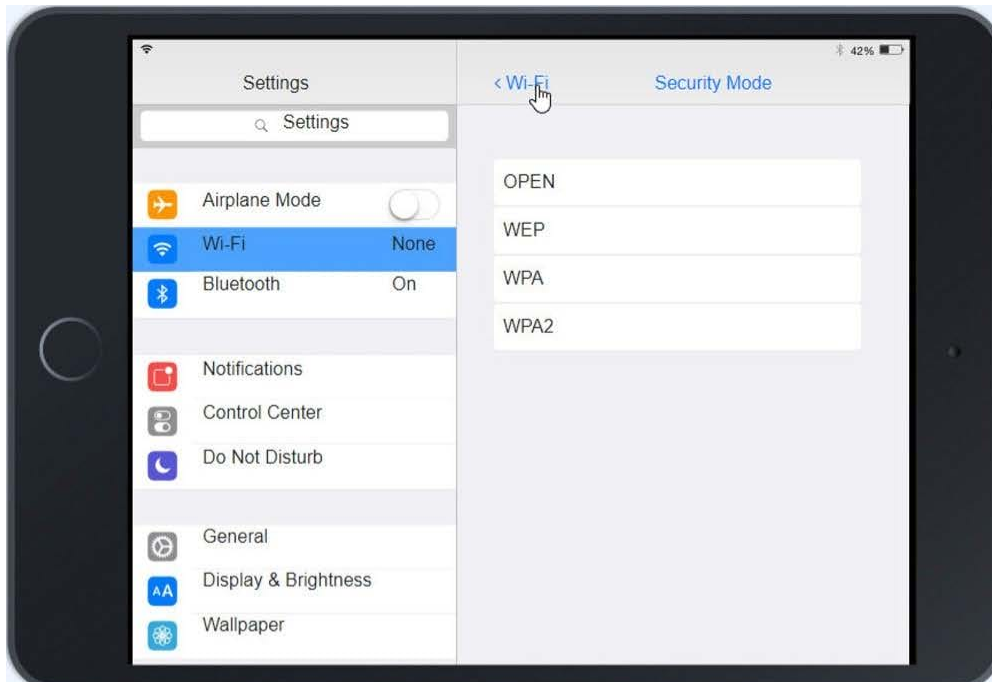 42%
Settings
< Wi-Fi
Security Mode
Settings
Airplane Mode
Wi-Fi None
Bluetooth On
Notifications
Control Center
Do Not Disturb
General
AA Display & Brightness
Wallpaper
OPEN
WEP
WPA
WPA2